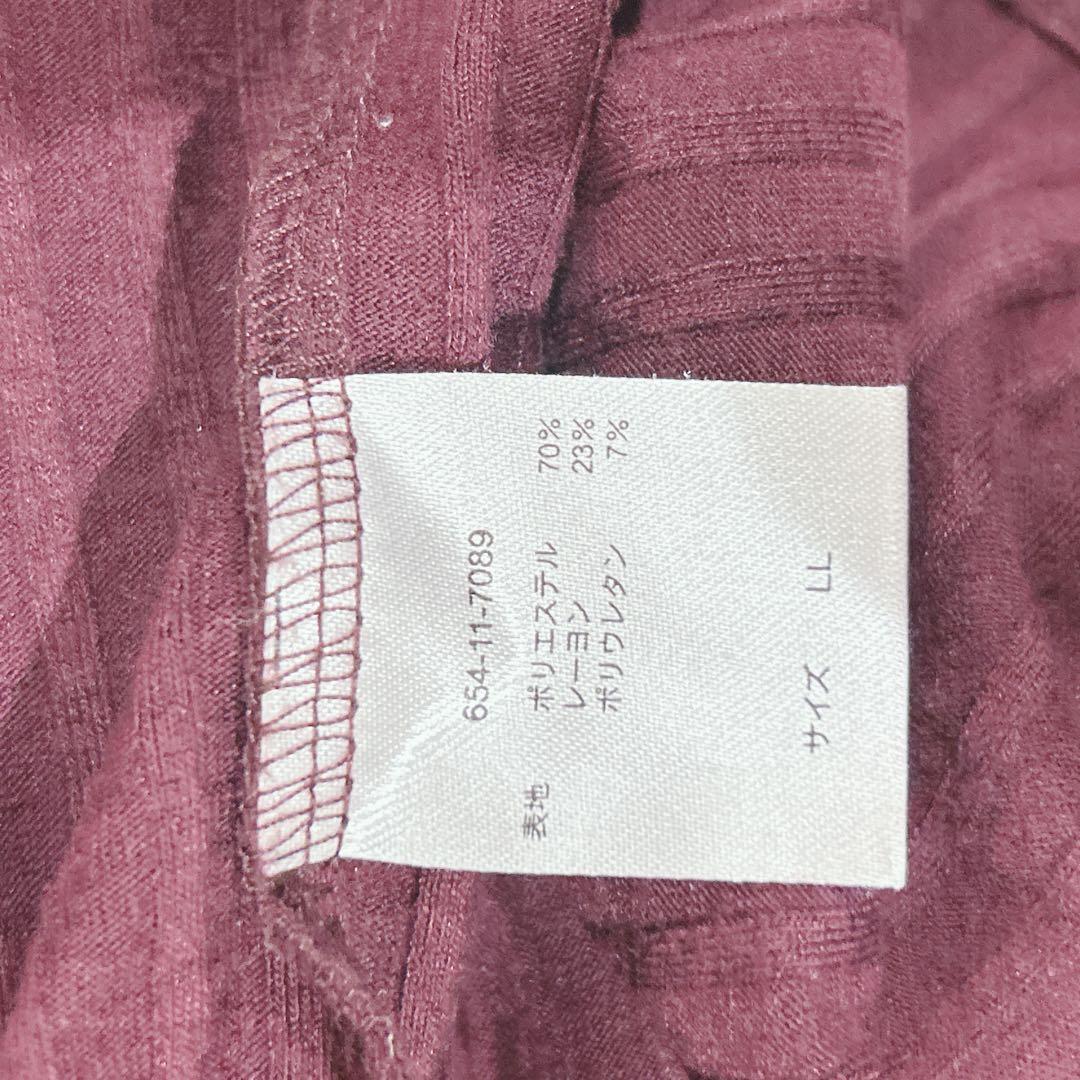 654-11-7089
表地 ポリエステル 70%
レーヨン 23%
ポリウレタン 7%
サイズ LL